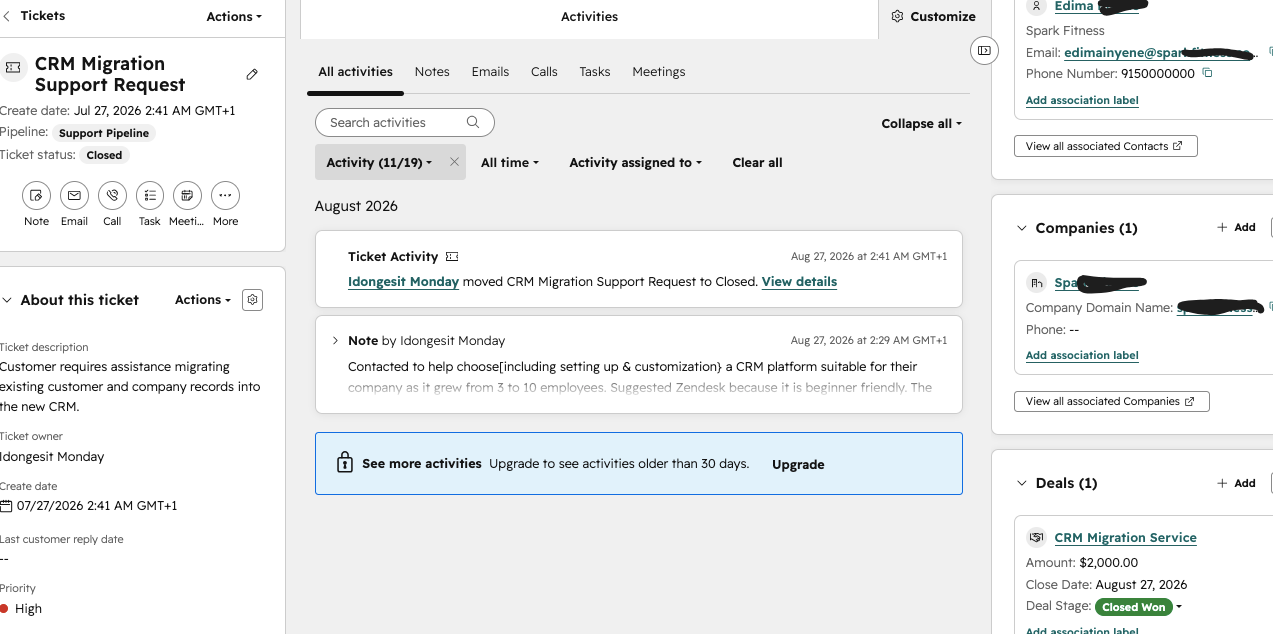 Tickets
Actions
CRM Migration
Support Request
Create date: Jul 27, 2026 2:41 AM GMT+1
Pipeline: Support Pipeline
Ticket status: Closed
Note Email Call Task Meeti... More
About this ticket Actions
Ticket description
Customer requires assistance migrating
existing customer and company records into
the new CRM.
Ticket owner
Idongesit Monday
Create date
07/27/2026 2:41 AM GMT+1
Last customer reply date
--
Priority
High
Activities
Customize
All activities Notes Emails Calls Tasks Meetings
Search activities
Collapse all
Activity (11/19) All time Activity assigned to Clear all
August 2026
Ticket Activity Aug 27, 2026 at 2:41 AM GMT+1
Idongesit Monday moved CRM Migration Support Request to Closed. View details
Note by Idongesit Monday Aug 27, 2026 at 2:29 AM GMT+1
Contacted to help choose[including setting up & customization} a CRM platform suitable for their
company as it grew from 3 to 10 employees. Suggested Zendesk because it is beginner friendly. The
See more activities Upgrade to see activities older than 30 days. Upgrade
Edima
Spark Fitness
Email: edimainyene@spar
Phone Number: 9150000000
Add association label
View all associated Contacts
Companies (1) + Add
Spa
Company Domain Name:
Phone: --
Add association label
View all associated Companies
Deals (1) + Add
CRM Migration Service
Amount: $2,000.00
Close Date: August 27, 2026
Deal Stage: Closed Won
Add association label